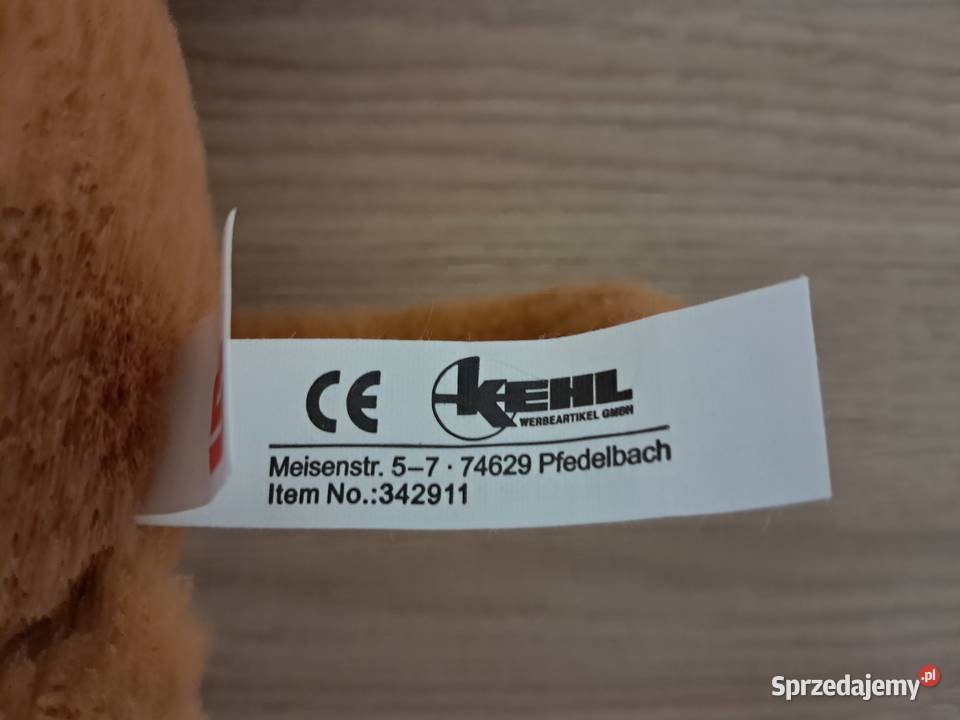 CE KEHL
WERBEARTIKEL GMBH
Meisenstr. 5–7 · 74629 Pfedelbach
Item No.:342911
Sprzedajemy.pl